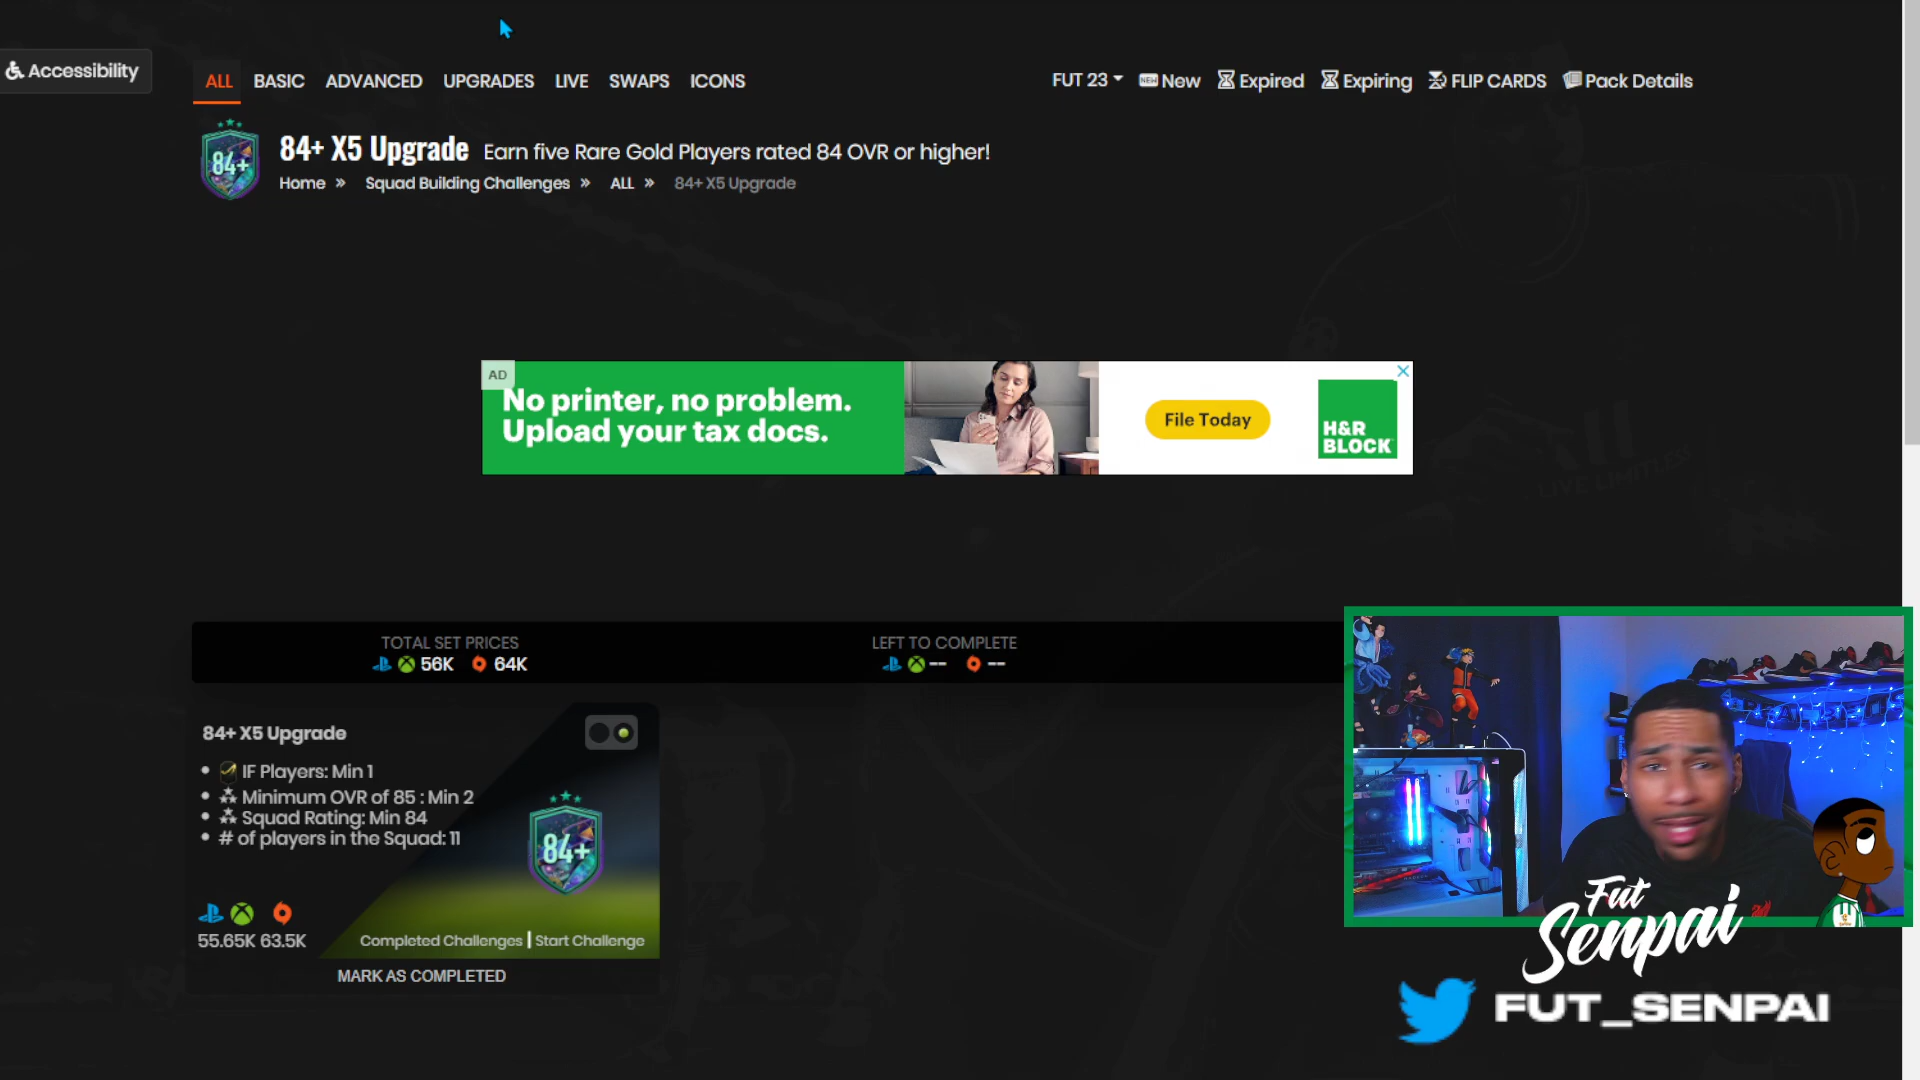 Accessibility
ALL BASIC ADVANCED UPGRADES LIVE SWAPS ICONS
FUT 23 NEW New Expired Expiring FLIP CARDS Pack Details
84+
84+ X5 Upgrade Earn five Rare Gold Players rated 84 OVR or higher!
Home » Squad Building Challenges » ALL » 84+ X5 Upgrade
AD
No printer, no problem.
Upload your tax docs.
File Today
H&R
BLOCK
LIVE LIMITLESS
TOTAL SET PRICES
56K 64K
LEFT TO COMPLETE
-- --
84+ X5 Upgrade
• IF Players: Min 1
• Minimum OVR of 85 : Min 2
• Squad Rating: Min 84
• # of players in the Squad: 11
84+
55.65K 63.5K
Completed Challenges | Start Challenge
MARK AS COMPLETED
Fut
Senpai
FUT_SENPAI